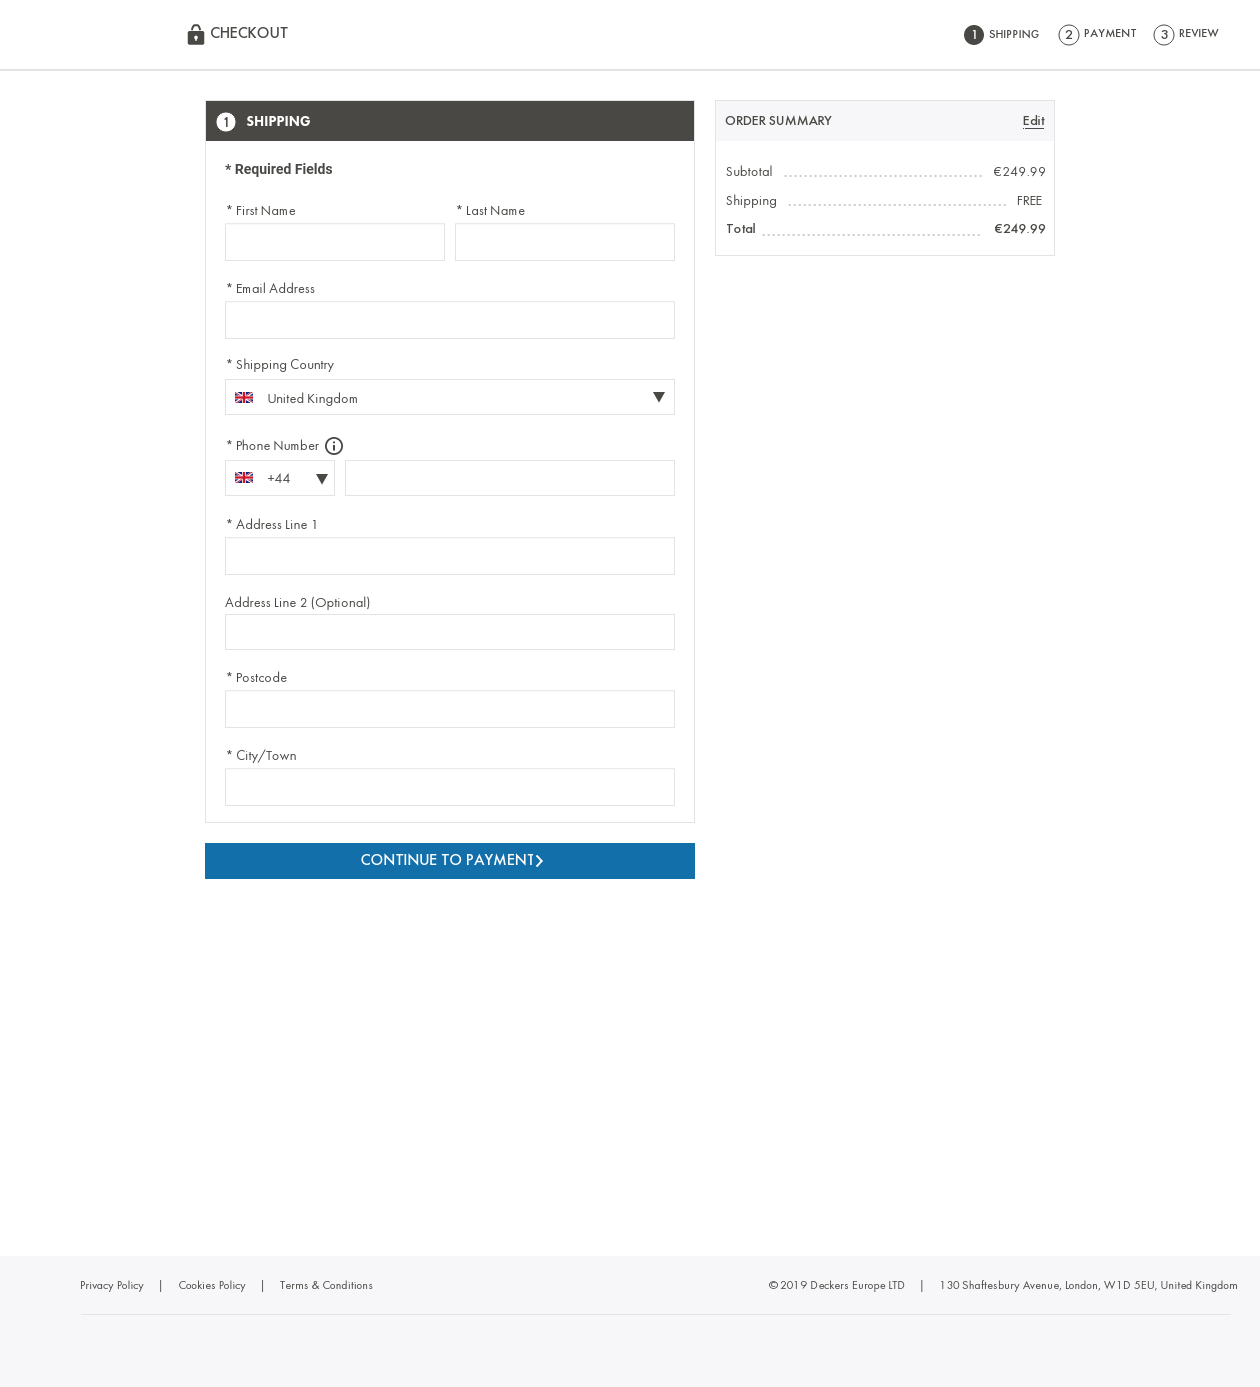 CHECKOUT
1 SHIPPING 2 PAYMENT 3 REVIEW
1 SHIPPING
* Required Fields
* First Name * Last Name
* Email Address
* Shipping Country
United Kingdom
* Phone Number
+44
* Address Line 1
Address Line 2 (Optional)
* Postcode
* City/Town
CONTINUE TO PAYMENT
ORDER SUMMARY Edit
Subtotal €249.99
Shipping FREE
Total €249.99
Privacy Policy | Cookies Policy | Terms & Conditions
© 2019 Deckers Europe LTD | 130 Shaftesbury Avenue, London, W1D 5EU, United Kingdom